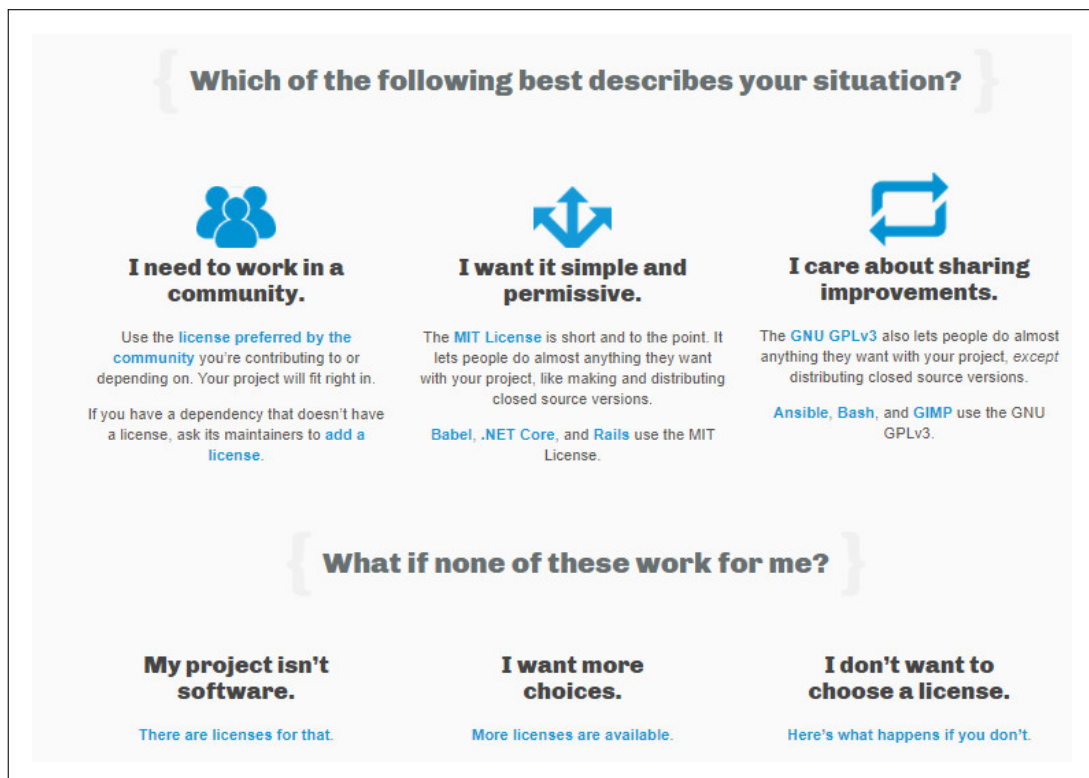 { Which of the following best describes your situation? }
I need to work in a
community.
Use the license preferred by the
community you’re contributing to or
depending on. Your project will fit right in.
If you have a dependency that doesn’t have
a license, ask its maintainers to add a
license.
I want it simple and
permissive.
The MIT License is short and to the point. It
lets people do almost anything they want
with your project, like making and distributing
closed source versions.
Babel, .NET Core, and Rails use the MIT
License.
I care about sharing
improvements.
The GNU GPLv3 also lets people do almost
anything they want with your project, except
distributing closed source versions.
Ansible, Bash, and GIMP use the GNU
GPLv3.
{ What if none of these work for me? }
My project isn’t
software.
There are licenses for that.
I want more
choices.
More licenses are available.
I don’t want to
choose a license.
Here’s what happens if you don’t.